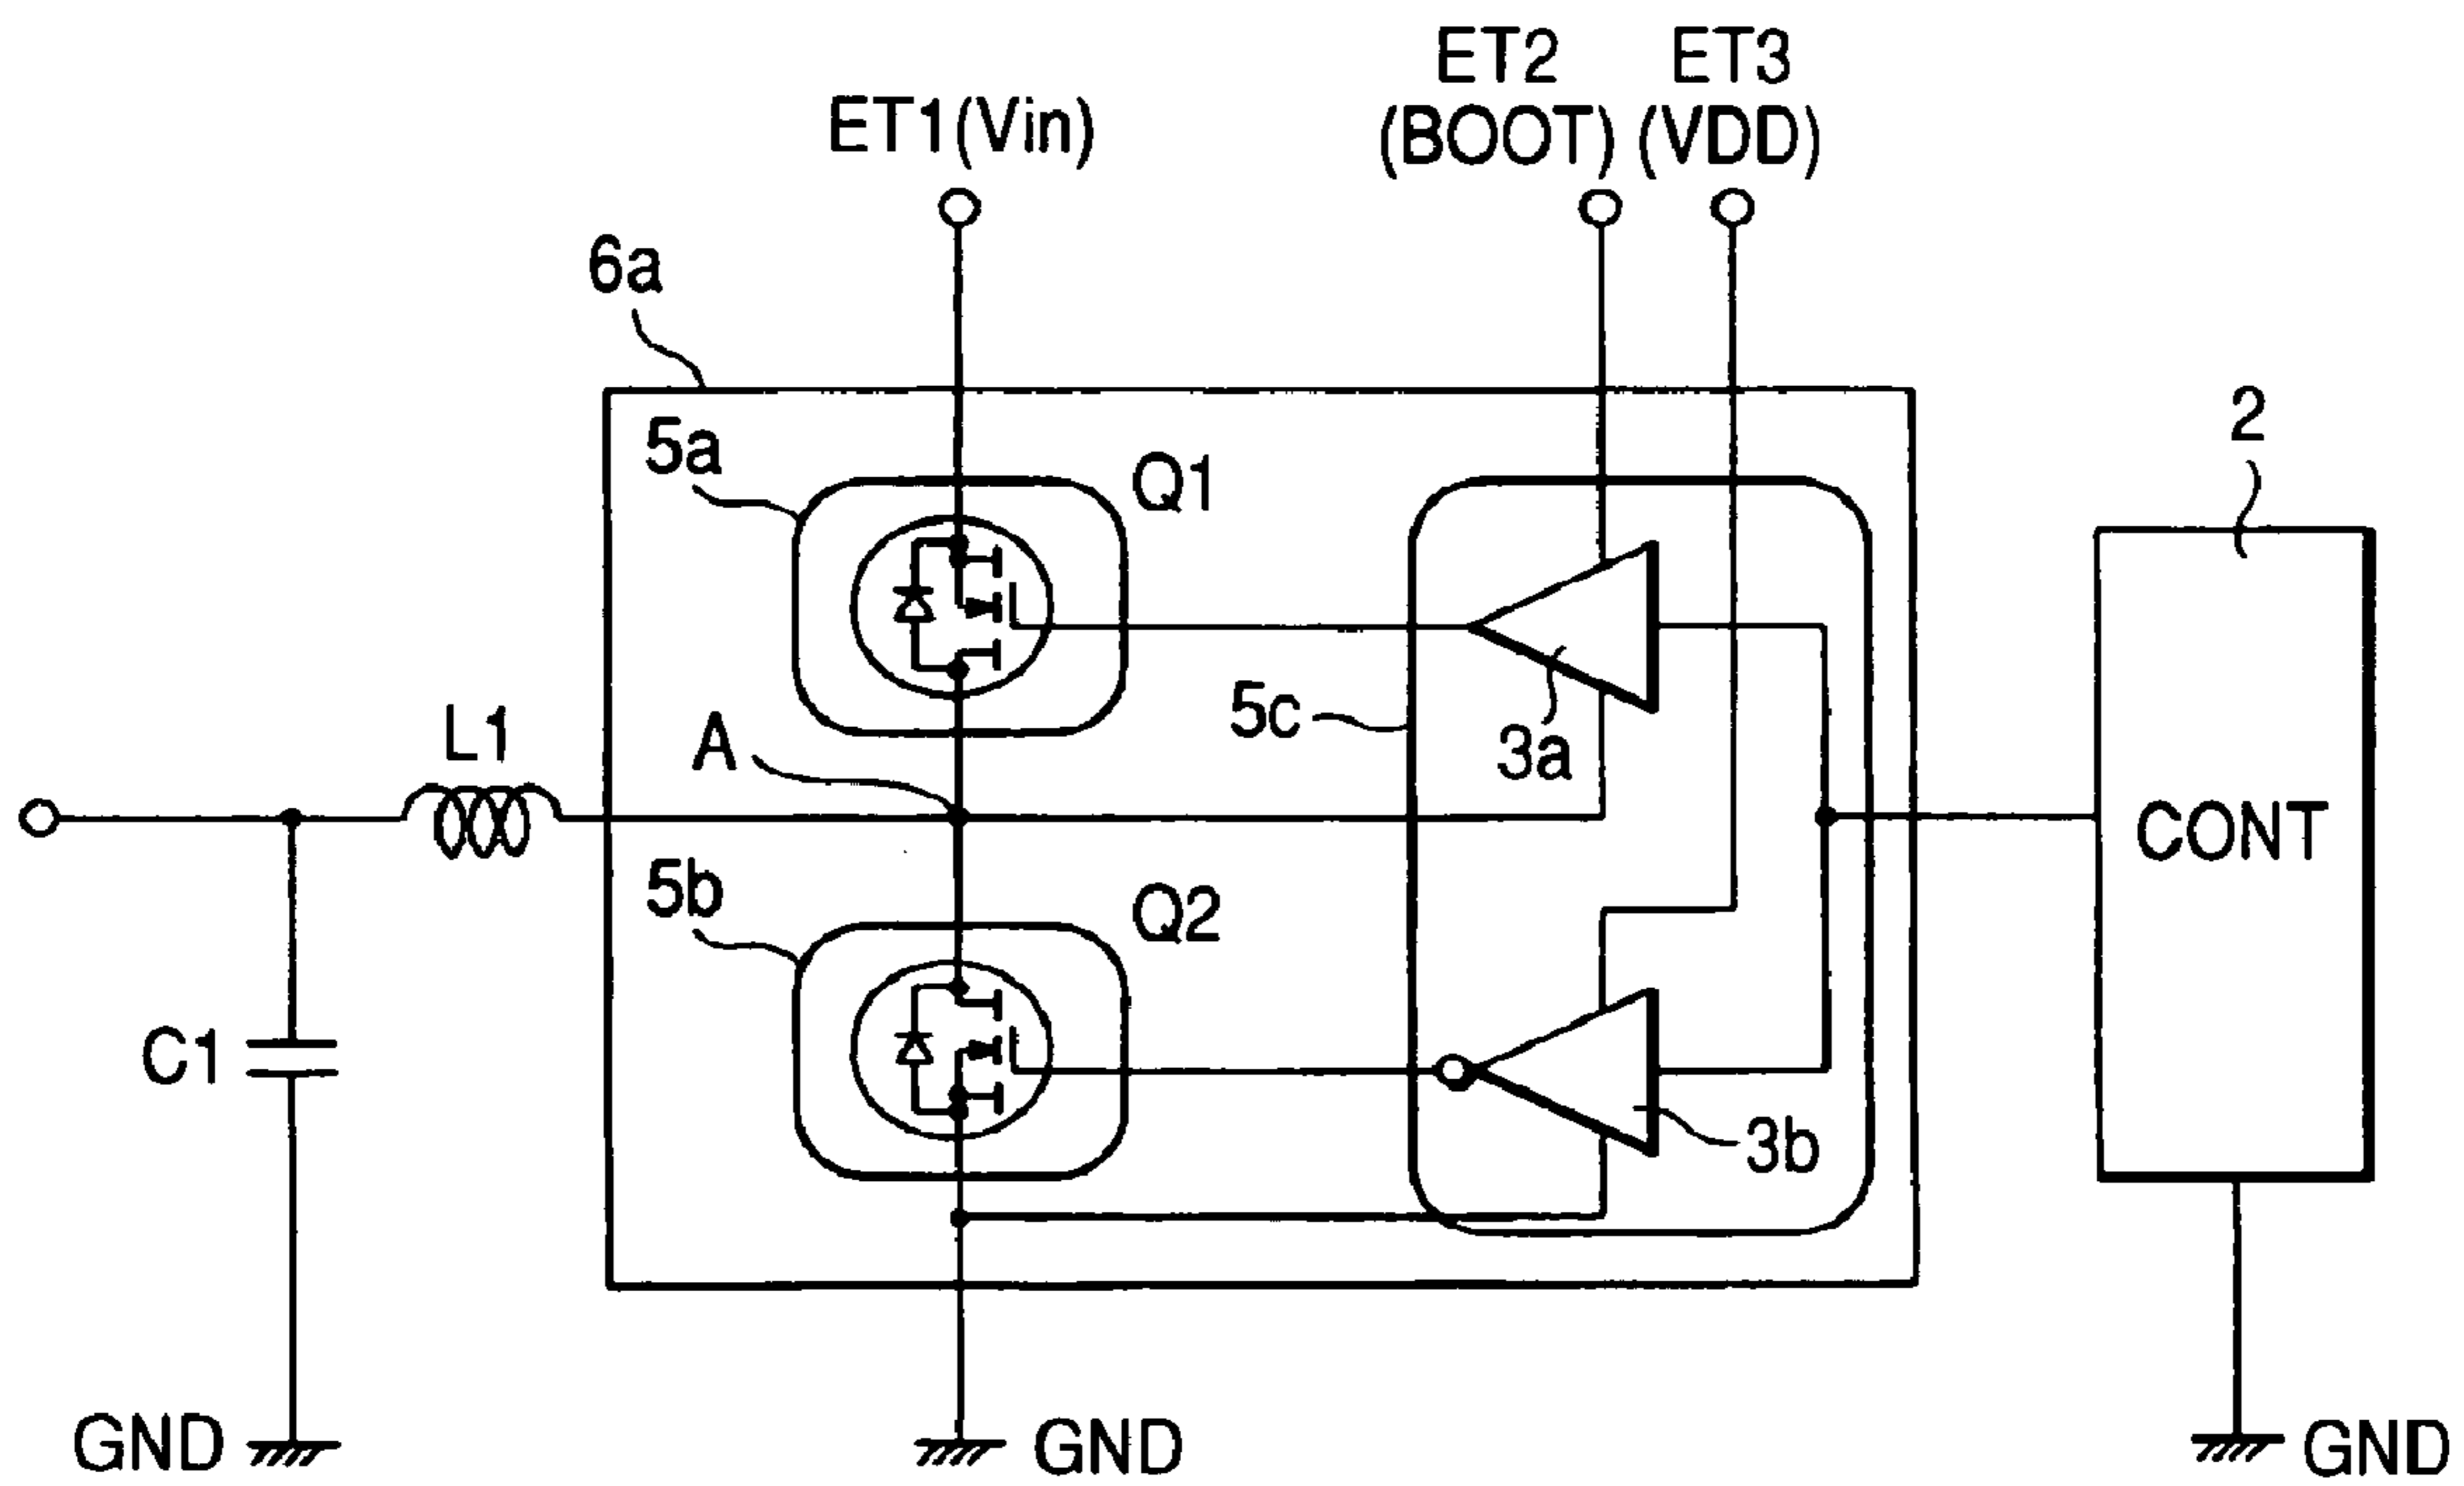 ET2 ET3
ET1(Vin) (BOOT) (VDD)
6a
2
5a Q1
5c 3a
L1 A
CONT
5b Q2
C1
3b
GND GND GND